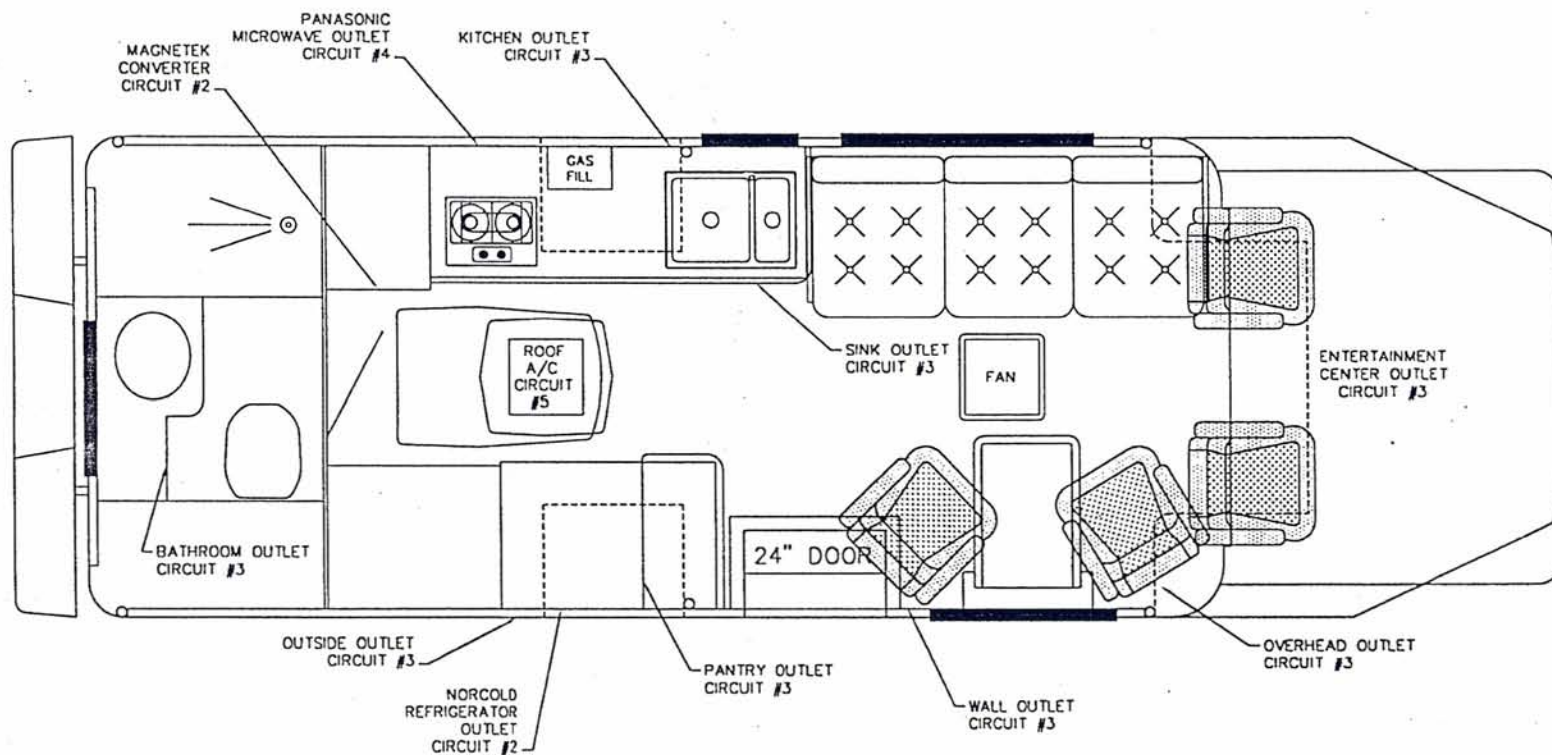 PANASONIC
MICROWAVE OUTLET
CIRCUIT #4
KITCHEN OUTLET
CIRCUIT #3
MAGNETEK
CONVERTER
CIRCUIT #2
GAS
FILL
ROOF
A/C
CIRCUIT
#5
SINK OUTLET
CIRCUIT #3
FAN
ENTERTAINMENT
CENTER OUTLET
CIRCUIT #3
BATHROOM OUTLET
CIRCUIT #3
24" DOOR
OUTSIDE OUTLET
CIRCUIT #3
NORCOLD
REFRIGERATOR
OUTLET
CIRCUIT #2
PANTRY OUTLET
CIRCUIT #3
WALL OUTLET
CIRCUIT #3
OVERHEAD OUTLET
CIRCUIT #3